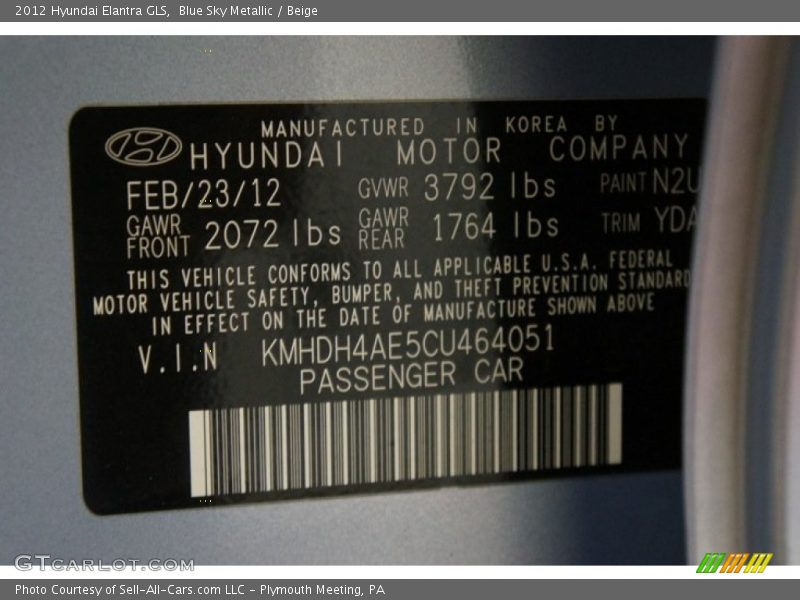 2012 Hyundai Elantra GLS,  Blue Sky Metallic / Beige
MANUFACTURED IN KOREA BY
HYUNDAI MOTOR COMPANY
FEB/23/12 GVWR 3792 lbs PAINT N2U
GAWR FRONT 2072 lbs GAWR REAR 1764 lbs TRIM YDA
THIS VEHICLE CONFORMS TO ALL APPLICABLE U.S.A. FEDERAL
MOTOR VEHICLE SAFETY, BUMPER, AND THEFT PREVENTION STANDARD
IN EFFECT ON THE DATE OF MANUFACTURE SHOWN ABOVE
V.I.N KMHDH4AE5CU464051
PASSENGER CAR
GTCARLOT.COM
Photo Courtesy of Sell-All-Cars.com LLC - Plymouth Meeting, PA